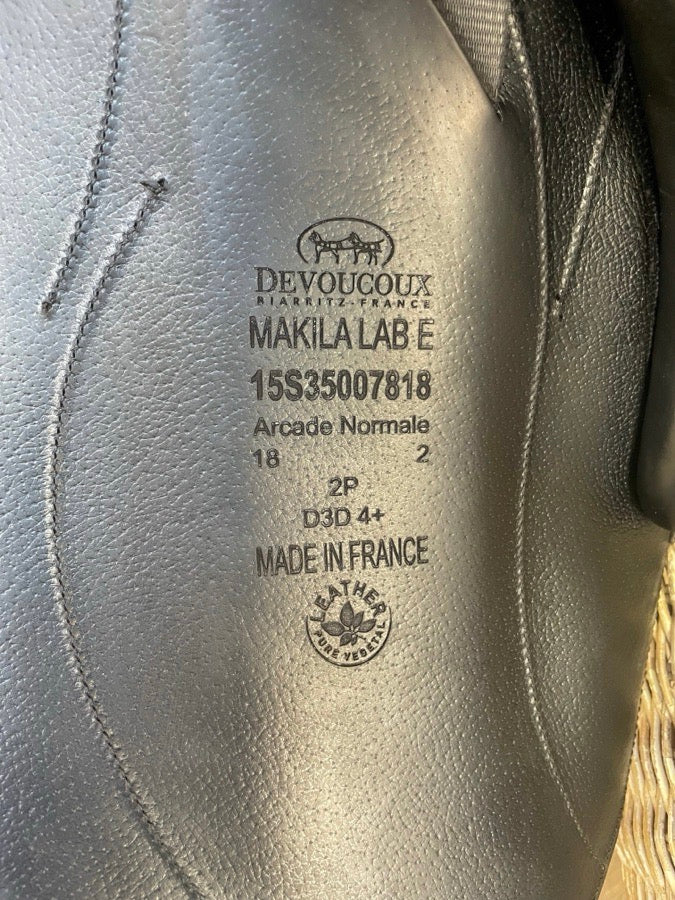 DEVOUCOUX
BIARRITZ-FRANCE
MAKILA LAB E
15S35007818
Arcade Normale
18 2
2P
D3D 4+
MADE IN FRANCE
LEATHER
PURE VEGETAL